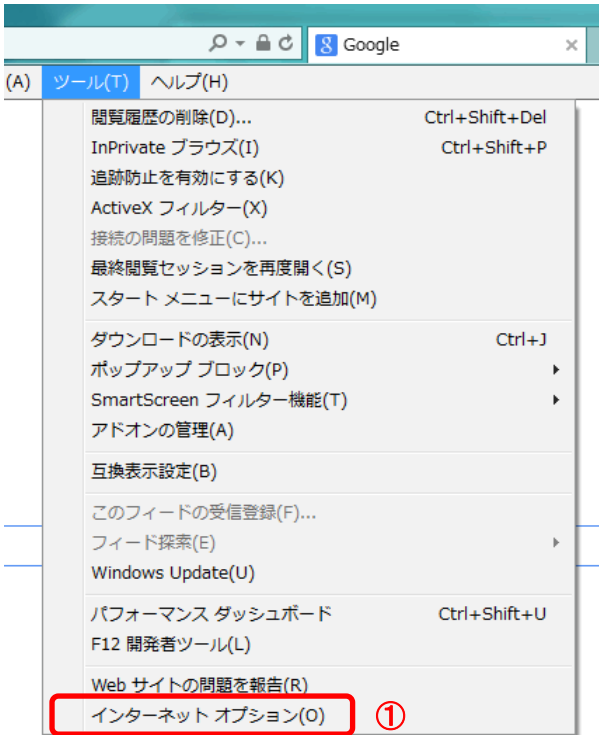 Google
(A) ツール(T) ヘルプ(H)
閲覧履歴の削除(D)... Ctrl+Shift+Del
InPrivate ブラウズ(I) Ctrl+Shift+P
追跡防止を有効にする(K)
ActiveX フィルター(X)
接続の問題を修正(C)...
最終閲覧セッションを再度開く(S)
スタート メニューにサイトを追加(M)
ダウンロードの表示(N) Ctrl+J
ポップアップ ブロック(P)
SmartScreen フィルター機能(T)
アドオンの管理(A)
互換表示設定(B)
このフィードの受信登録(F)...
フィード探索(E)
Windows Update(U)
パフォーマンス ダッシュボード Ctrl+Shift+U
F12 開発者ツール(L)
Web サイトの問題を報告(R)
インターネット オプション(O) ①